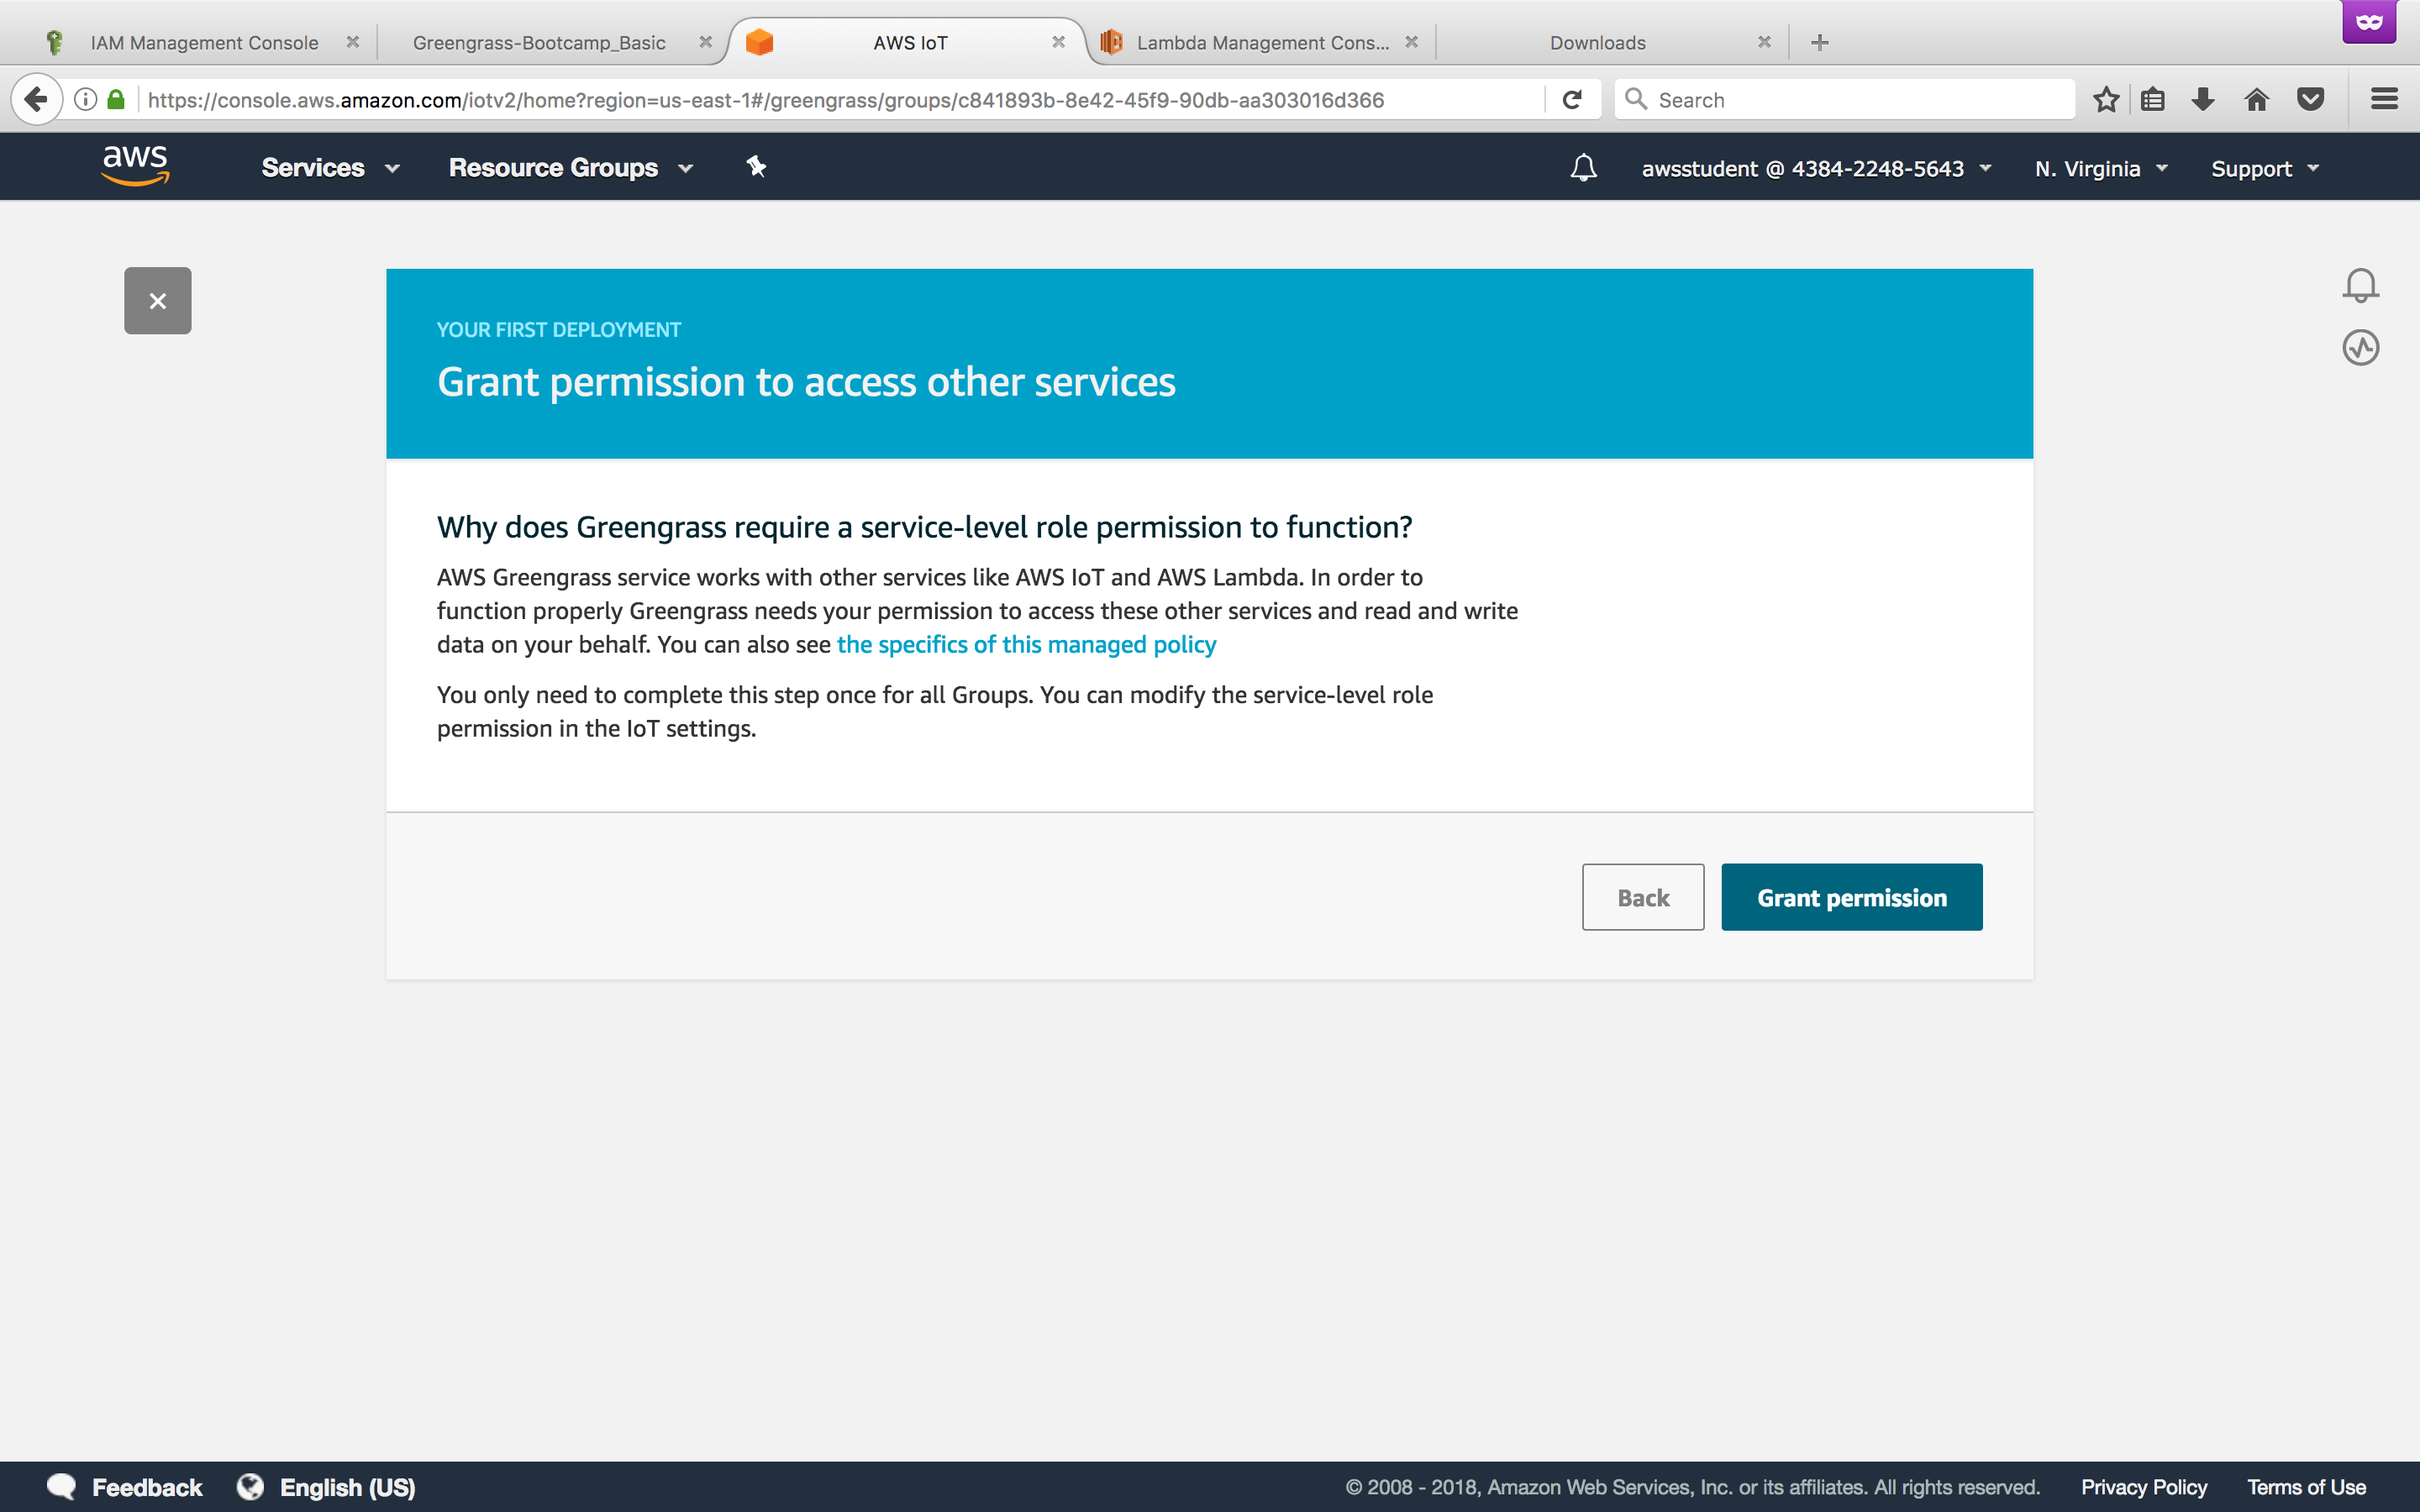 IAM Management Console
Greengrass-Bootcamp_Basic
AWS IoT
Lambda Management Cons...
Downloads
https://console.aws.amazon.com/iotv2/home?region=us-east-1#/greengrass/groups/c841893b-8e42-45f9-90db-aa303016d366
Search
aws
Services
Resource Groups
awsstudent @ 4384-2248-5643
N. Virginia
Support
YOUR FIRST DEPLOYMENT
Grant permission to access other services
Why does Greengrass require a service-level role permission to function?
AWS Greengrass service works with other services like AWS IoT and AWS Lambda. In order to
function properly Greengrass needs your permission to access these other services and read and write
data on your behalf. You can also see the specifics of this managed policy
You only need to complete this step once for all Groups. You can modify the service-level role
permission in the IoT settings.
Back
Grant permission
Feedback
English (US)
© 2008 - 2018, Amazon Web Services, Inc. or its affiliates. All rights reserved.
Privacy Policy
Terms of Use